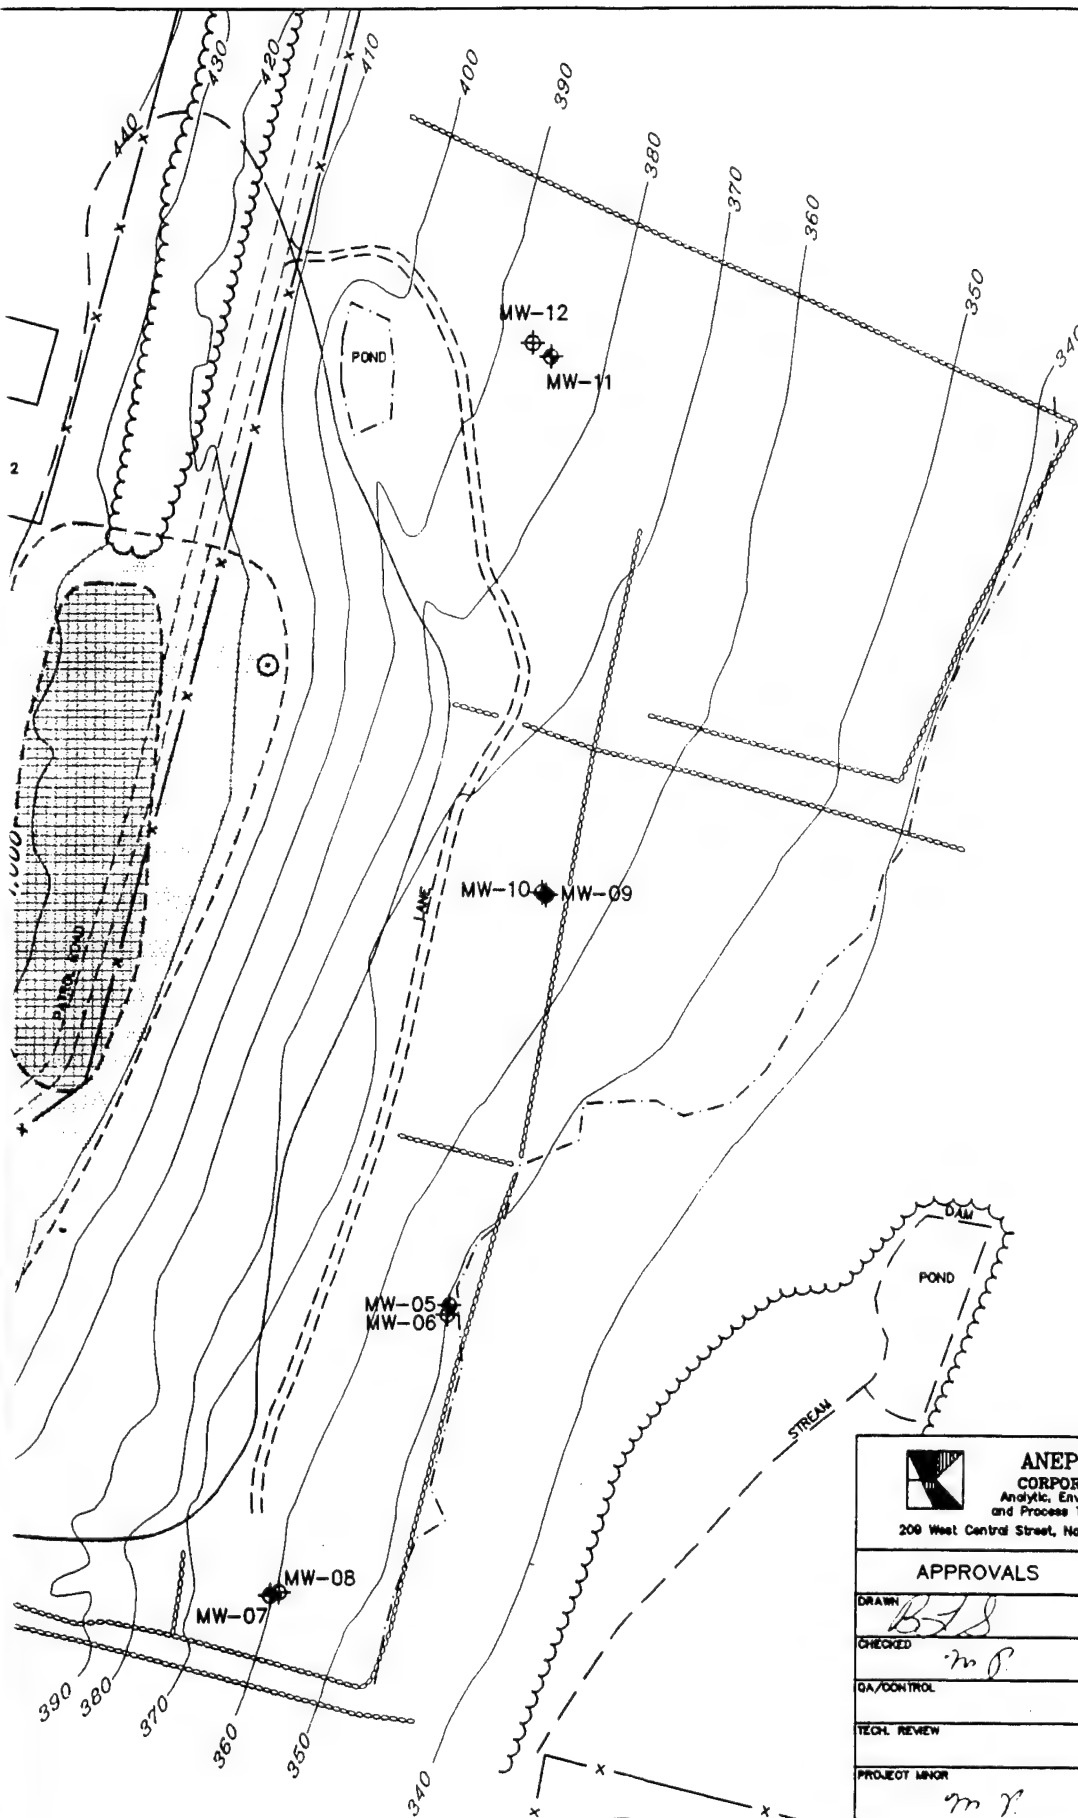 440
430
420
410
400
390
380
370
360
350
340
MW-12
MW-11
POND
2
PATROL ROAD
LANE
MW-10
MW-09
MW-05
MW-06
DAM
POND
STREAM
MW-08
MW-07
390
380
370
360
350
340
ANEP
CORPOR
Analytic, Env
and Process T
209 West Central Street, Na
APPROVALS
DRAWN
CHECKED
QA/CONTROL
TECH. REVIEW
PROJECT MNGR